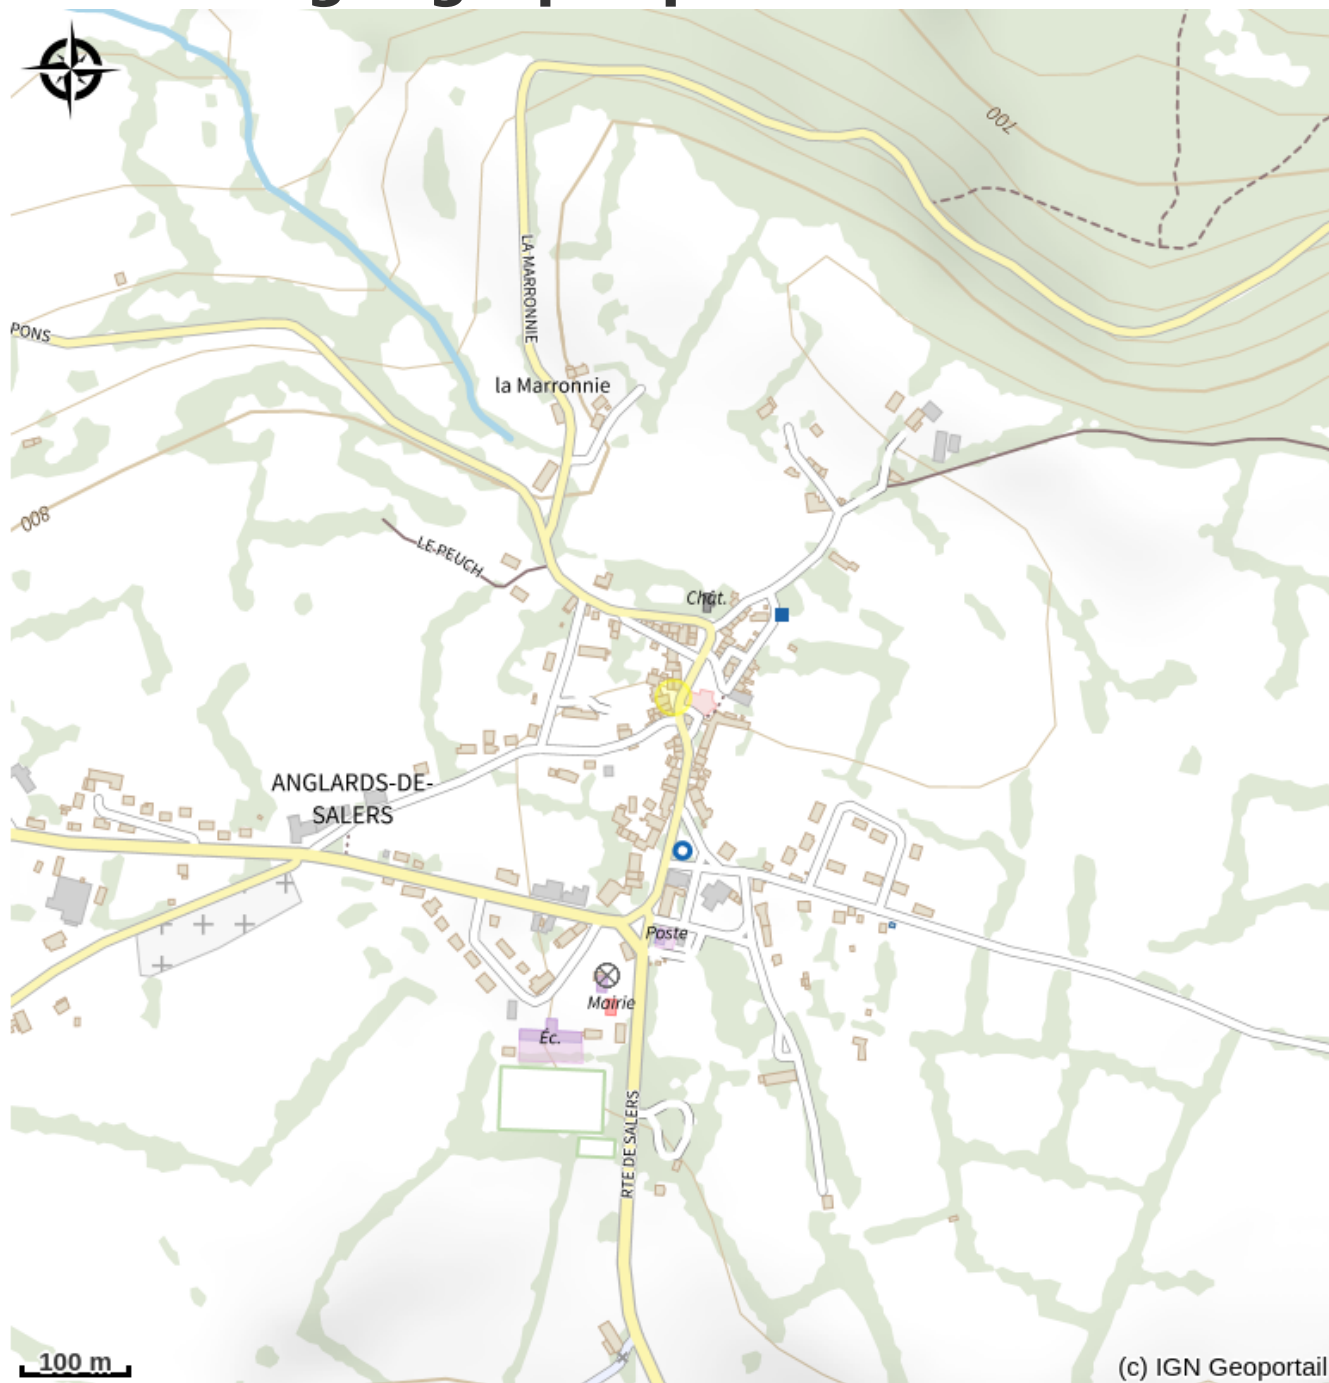 700
LA MARRONNIE
PONS
la Marronnie
008
LE PEUCH
Chât.
ANGLARDS-DE-
SALERS
Poste
Mairie
Éc.
RTE DE SALERS
100 m
(c) IGN Geoportail